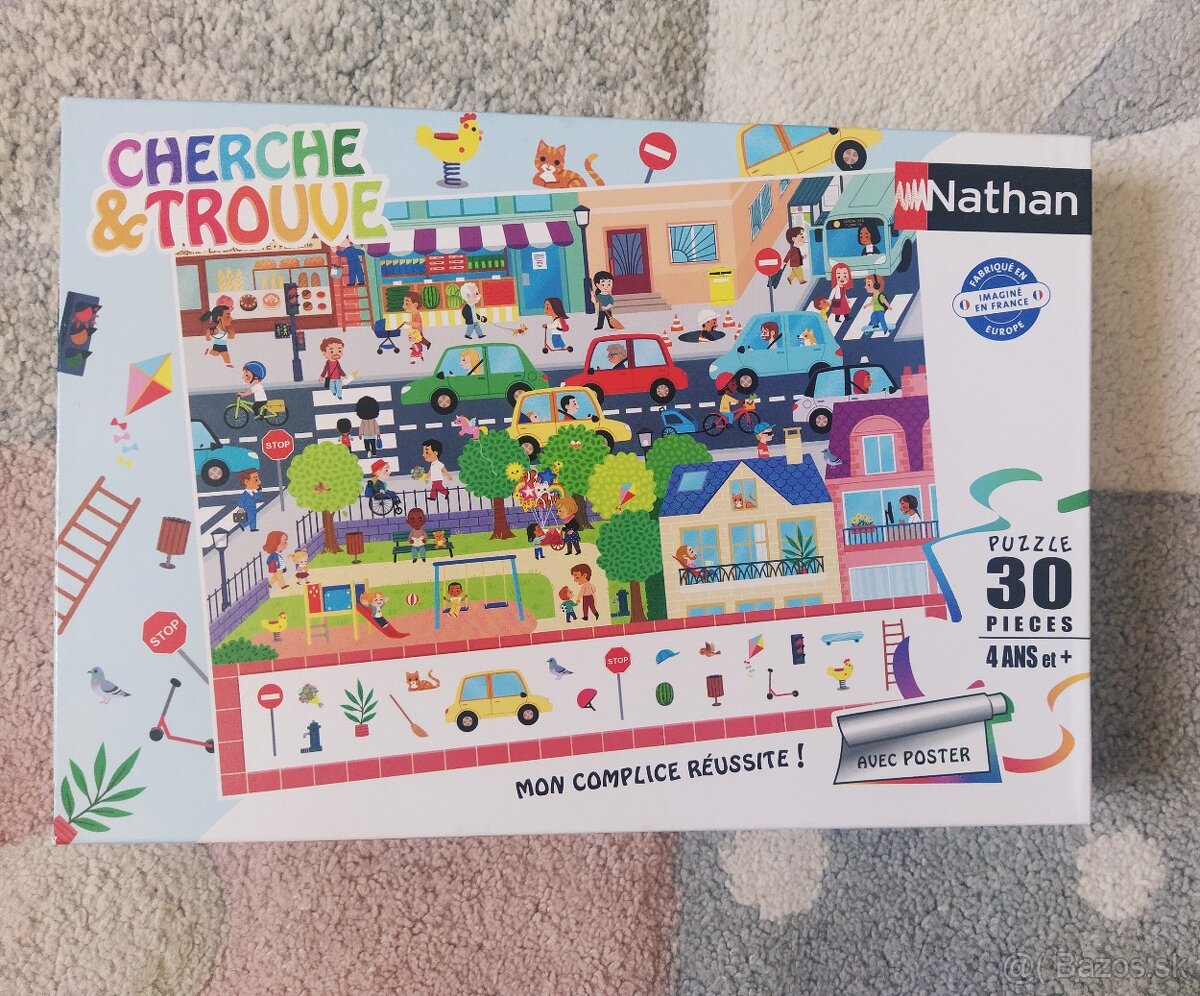 CHERCHE
& TROUVE
Nathan
FABRIQUÉ EN
IMAGINÉ
EN FRANCE
EUROPE
STOP
STOP
PUZZLE
30
PIECES
4 ANS et +
STOP
AVEC POSTER
MON COMPLICE RÉUSSITE !
@( Bazos.sk